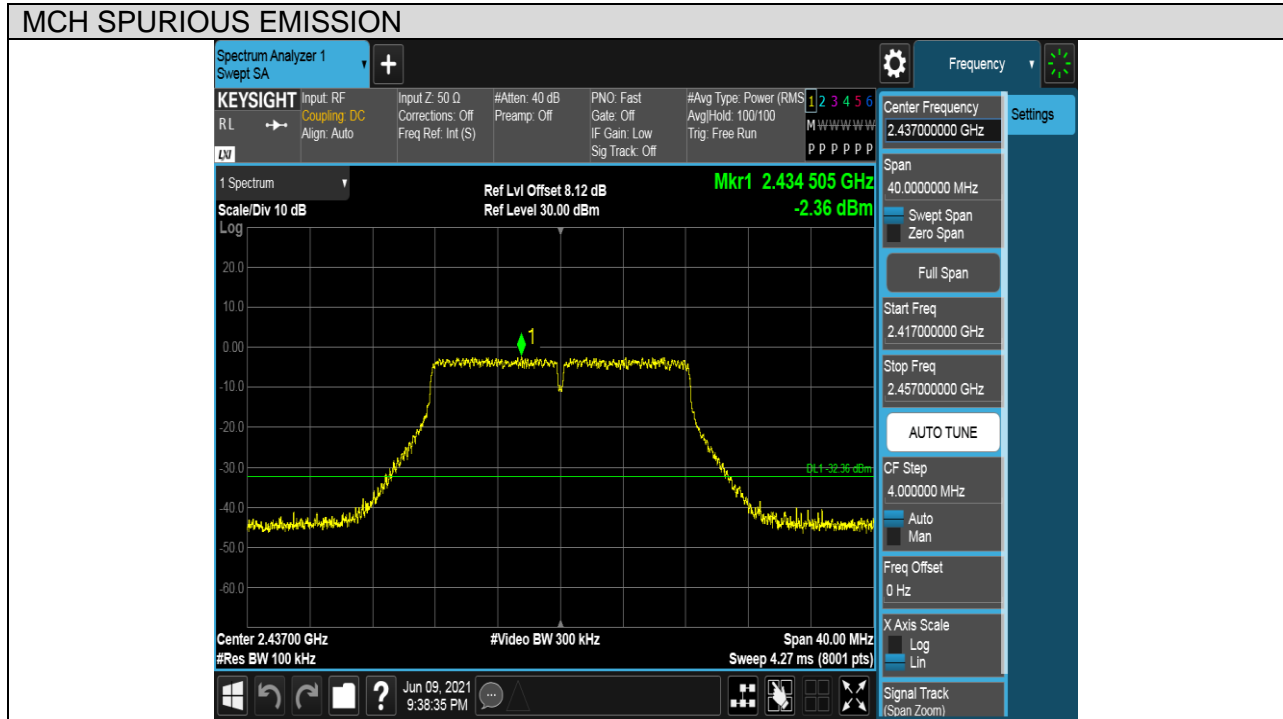 MCH SPURIOUS EMISSION
Spectrum Analyzer 1
Swept SA
Frequency
KEYSIGHT
RL
LXI
Input: RF
Coupling: DC
Align: Auto
Input Z: 50 Ω
Corrections: Off
Freq Ref: Int (S)
#Atten: 40 dB
Preamp: Off
PNO: Fast
Gate: Off
IF Gain: Low
Sig Track: Off
#Avg Type: Power (RMS
Avg|Hold: 100/100
Trig: Free Run
1 2 3 4 5 6
M W W W W W
P P P P P P
1 Spectrum
Scale/Div 10 dB
Log
Ref Lvl Offset 8.12 dB
Ref Level 30.00 dBm
Mkr1 2.434 505 GHz
-2.36 dBm
20.0
10.0
0.00
-10.0
-20.0
-30.0
-40.0
-50.0
-60.0
1
DL1 -32.36 dBm
Center 2.43700 GHz
#Res BW 100 kHz
#Video BW 300 kHz
Span 40.00 MHz
Sweep 4.27 ms (8001 pts)
Center Frequency
2.437000000 GHz
Settings
Span
40.0000000 MHz
Swept Span
Zero Span
Full Span
Start Freq
2.417000000 GHz
Stop Freq
2.457000000 GHz
AUTO TUNE
CF Step
4.000000 MHz
Auto
Man
Freq Offset
0 Hz
X Axis Scale
Log
Lin
Signal Track
(Span Zoom)
?
Jun 09, 2021
9:38:35 PM